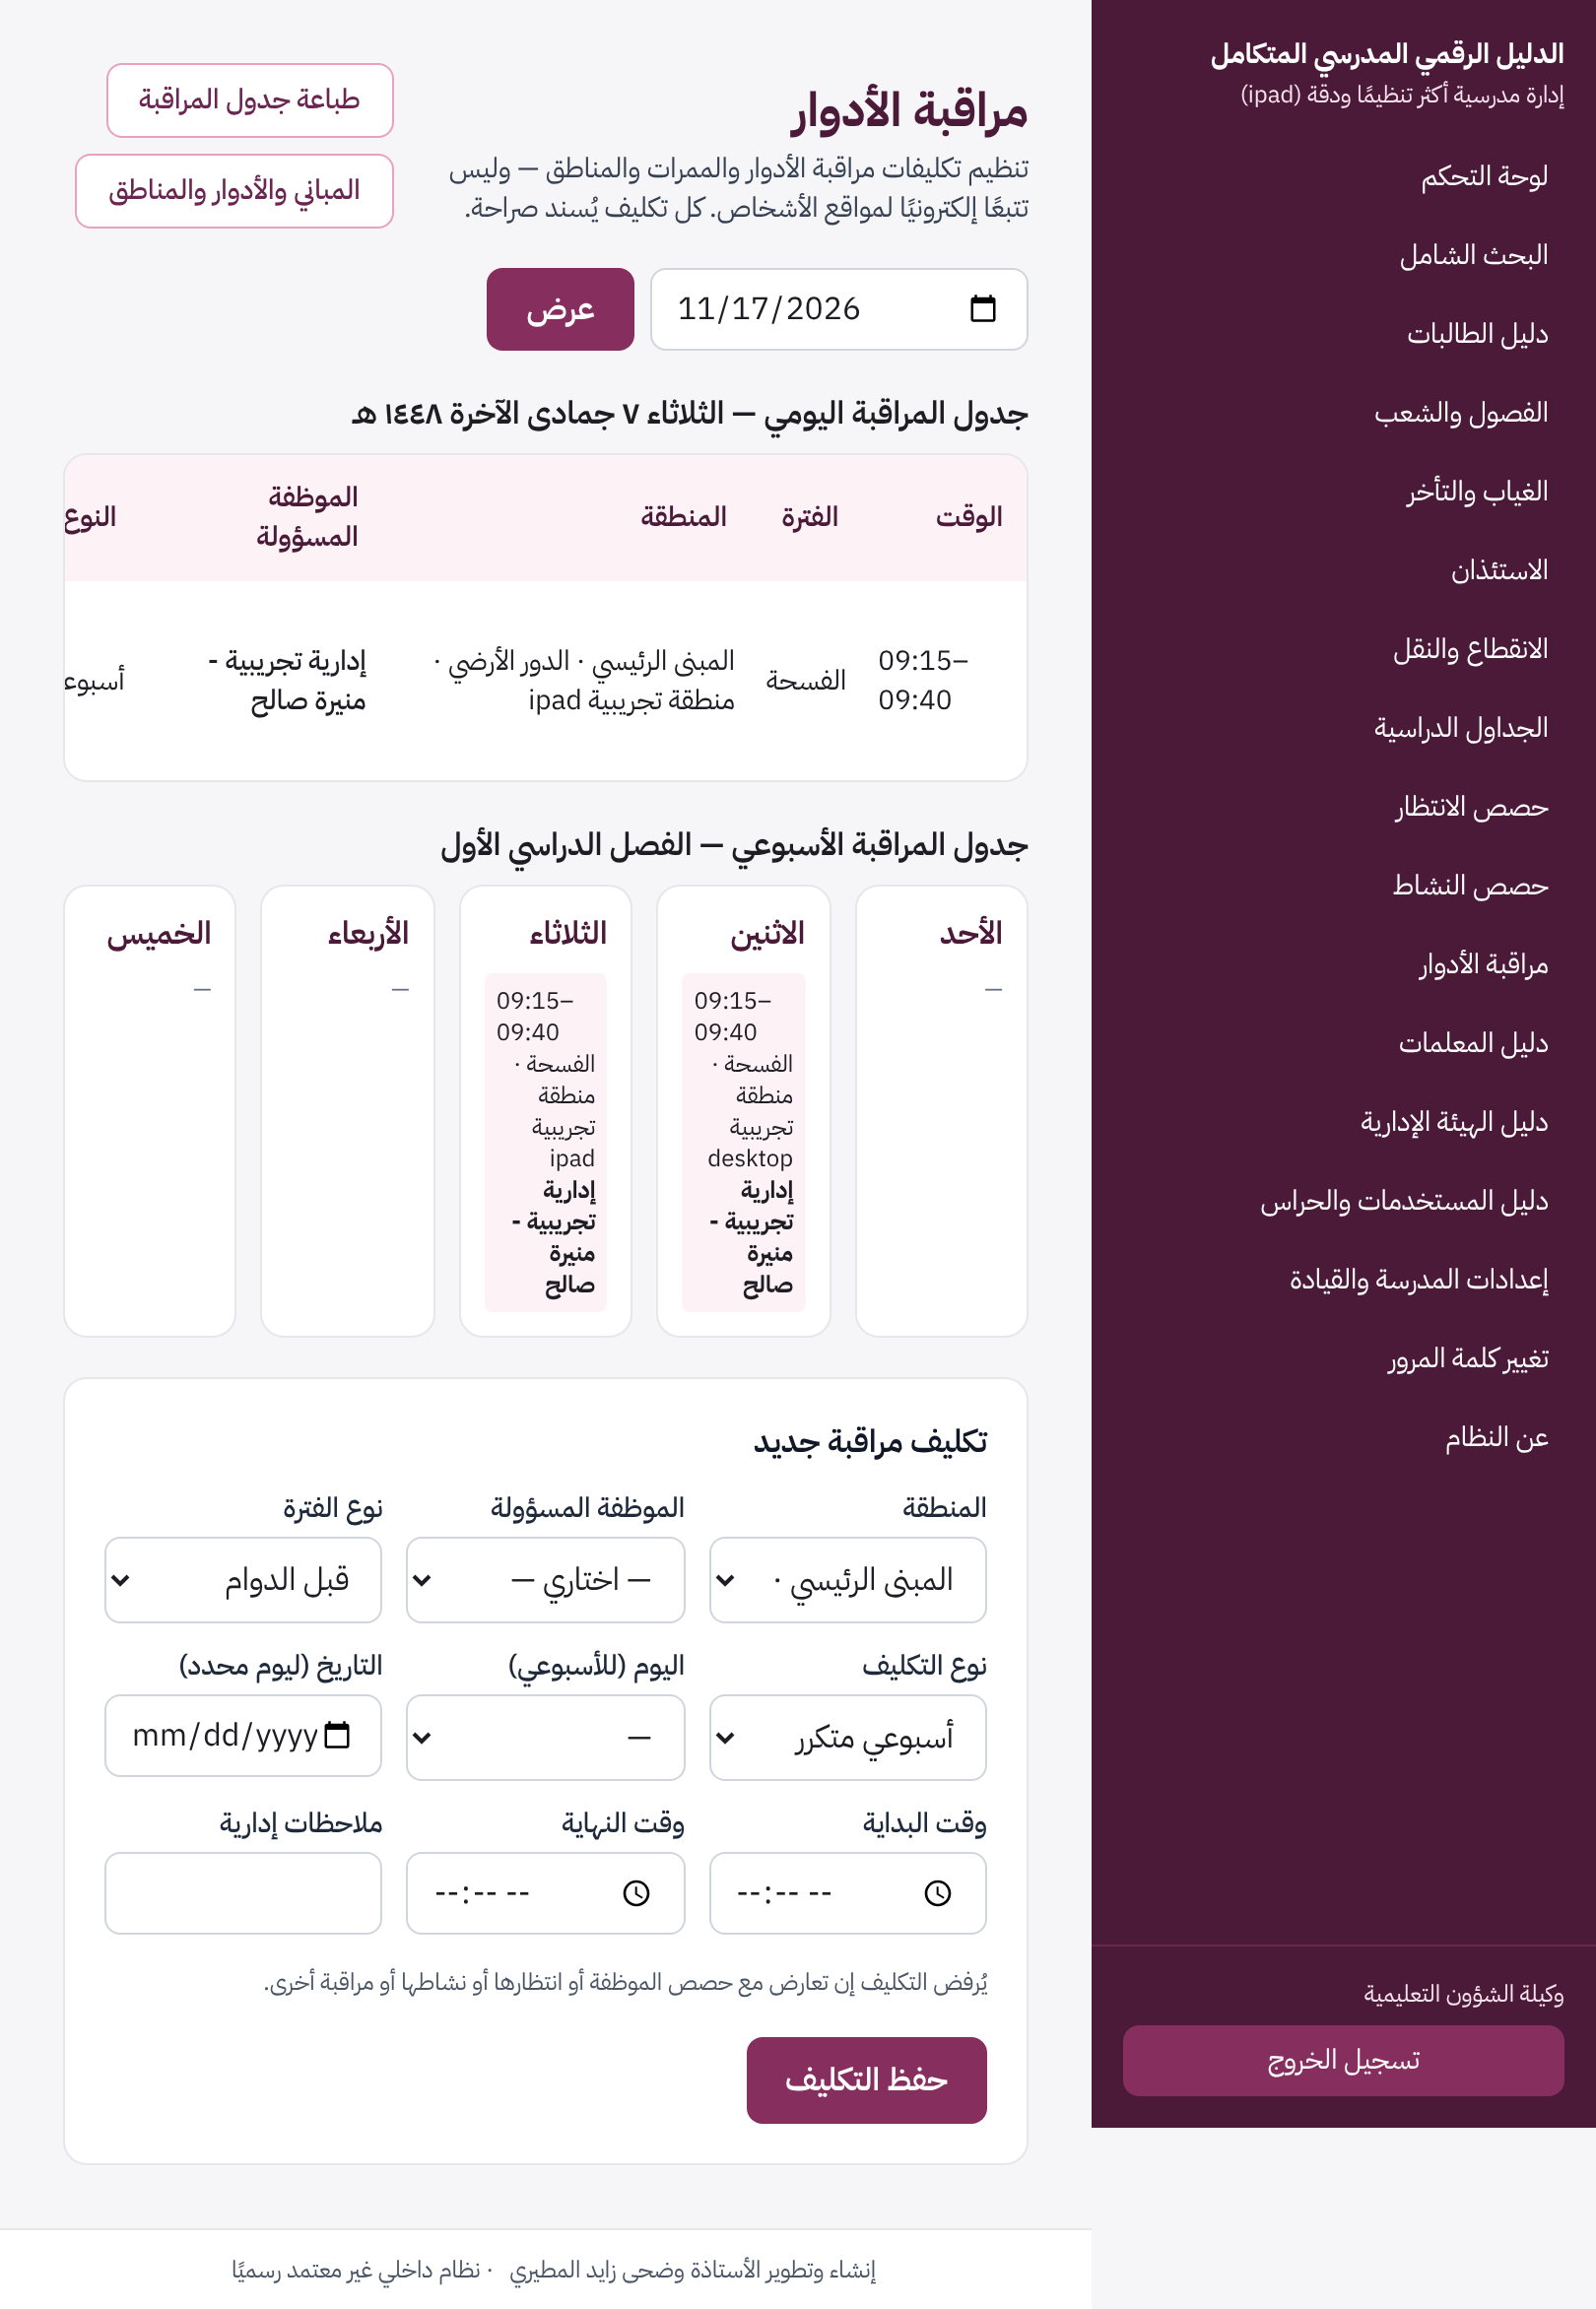 الدليل الرقمي المدرسي المتكامل
إدارة مدرسية أكثر تنظيمًا ودقة (ipad)
لوحة التحكم
البحث الشامل
دليل الطالبات
الفصول والشعب
الغياب والتأخر
الاستئذان
الانقطاع والنقل
الجداول الدراسية
حصص الانتظار
حصص النشاط
مراقبة الأدوار
دليل المعلمات
دليل الهيئة الإدارية
دليل المستخدمات والحراس
إعدادات المدرسة والقيادة
تغيير كلمة المرور
عن النظام
وكيلة الشؤون التعليمية
تسجيل الخروج
مراقبة الأدوار
تنظيم تكليفات مراقبة الأدوار والممرات والمناطق — وليس
تتبعًا إلكترونيًا لمواقع الأشخاص. كل تكليف يُسند صراحة.
طباعة جدول المراقبة
المباني والأدوار والمناطق
11/17/2026
عرض
جدول المراقبة اليومي — الثلاثاء ٧ جمادى الآخرة ١٤٤٨ هـ
الوقت
الفترة
المنطقة
الموظفة
المسؤولة
النوع
09:15–
09:40
الفسحة
المبنى الرئيسي · الدور الأرضي ·
منطقة تجريبية ipad
إدارية تجريبية -
منيرة صالح
أسبوع
جدول المراقبة الأسبوعي — الفصل الدراسي الأول
الأحد
—
الاثنين
09:15–
09:40
الفسحة ·
منطقة
تجريبية
desktop
إدارية
تجريبية -
منيرة
صالح
الثلاثاء
09:15–
09:40
الفسحة ·
منطقة
تجريبية
ipad
إدارية
تجريبية -
منيرة
صالح
الأربعاء
—
الخميس
—
تكليف مراقبة جديد
المنطقة
المبنى الرئيسي ·
الموظفة المسؤولة
— اختاري —
نوع الفترة
قبل الدوام
نوع التكليف
أسبوعي متكرر
اليوم (للأسبوعي)
—
التاريخ (ليوم محدد)
mm/dd/yyyy
وقت البداية
--:-- --
وقت النهاية
--:-- --
ملاحظات إدارية
يُرفض التكليف إن تعارض مع حصص الموظفة أو انتظارها أو نشاطها أو مراقبة أخرى.
حفظ التكليف
إنشاء وتطوير الأستاذة وضحى زايد المطيري · نظام داخلي غير معتمد رسميًا